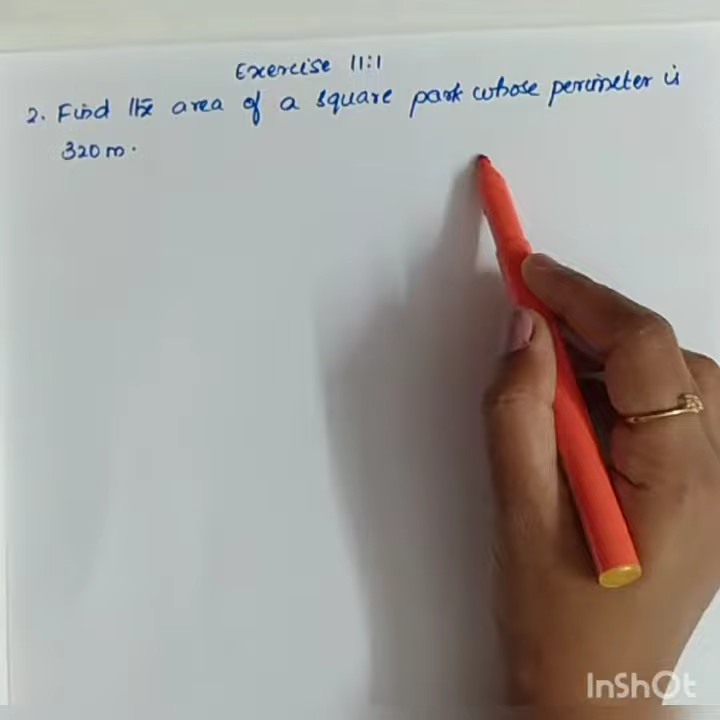 Exercise 11:1
2. Find the area of a square park whose perimeter is
320 m.
InShOt